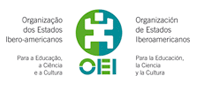 Organização
dos Estados
Ibero-americanos
Para a Educação,
a Ciência
e a Cultura
OEI
Organización
de Estados
Iberoamericanos
Para la Educación,
la Ciencia
y la Cultura